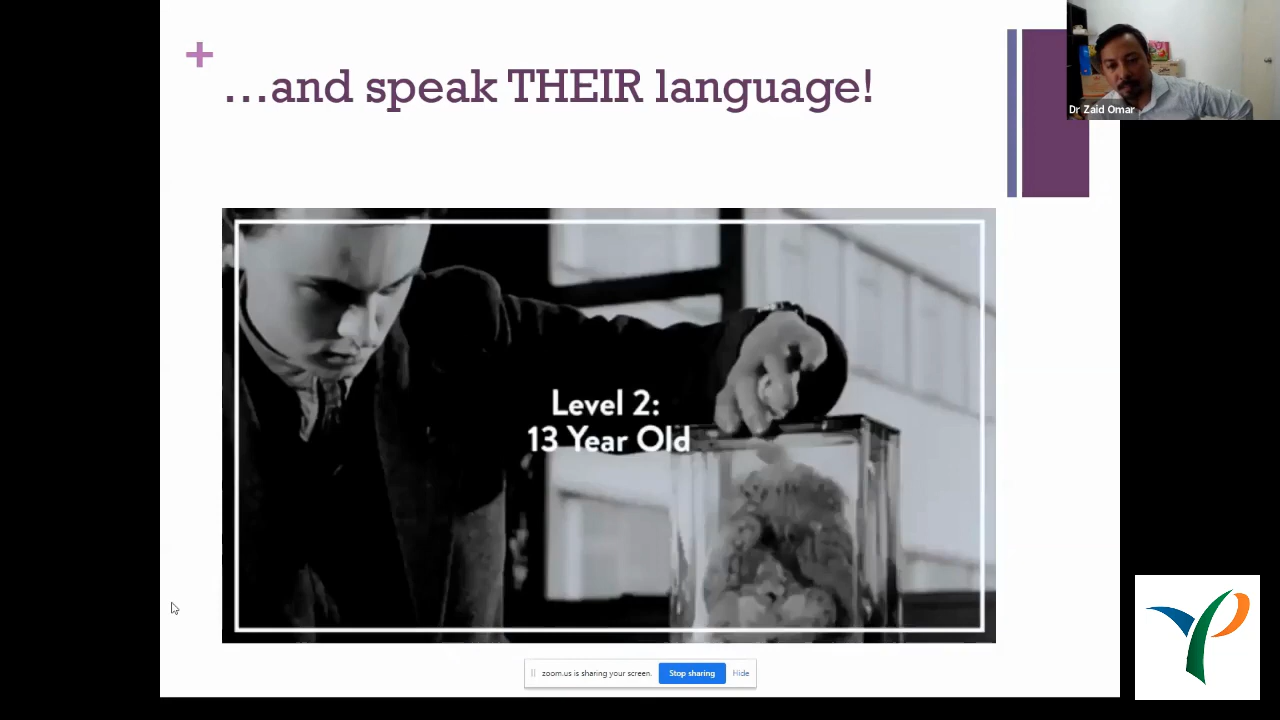 +
…and speak THEIR language!
Dr Zaid Omar
Level 2:
13 Year Old
zoom.us is sharing your screen.
Stop sharing
Hide